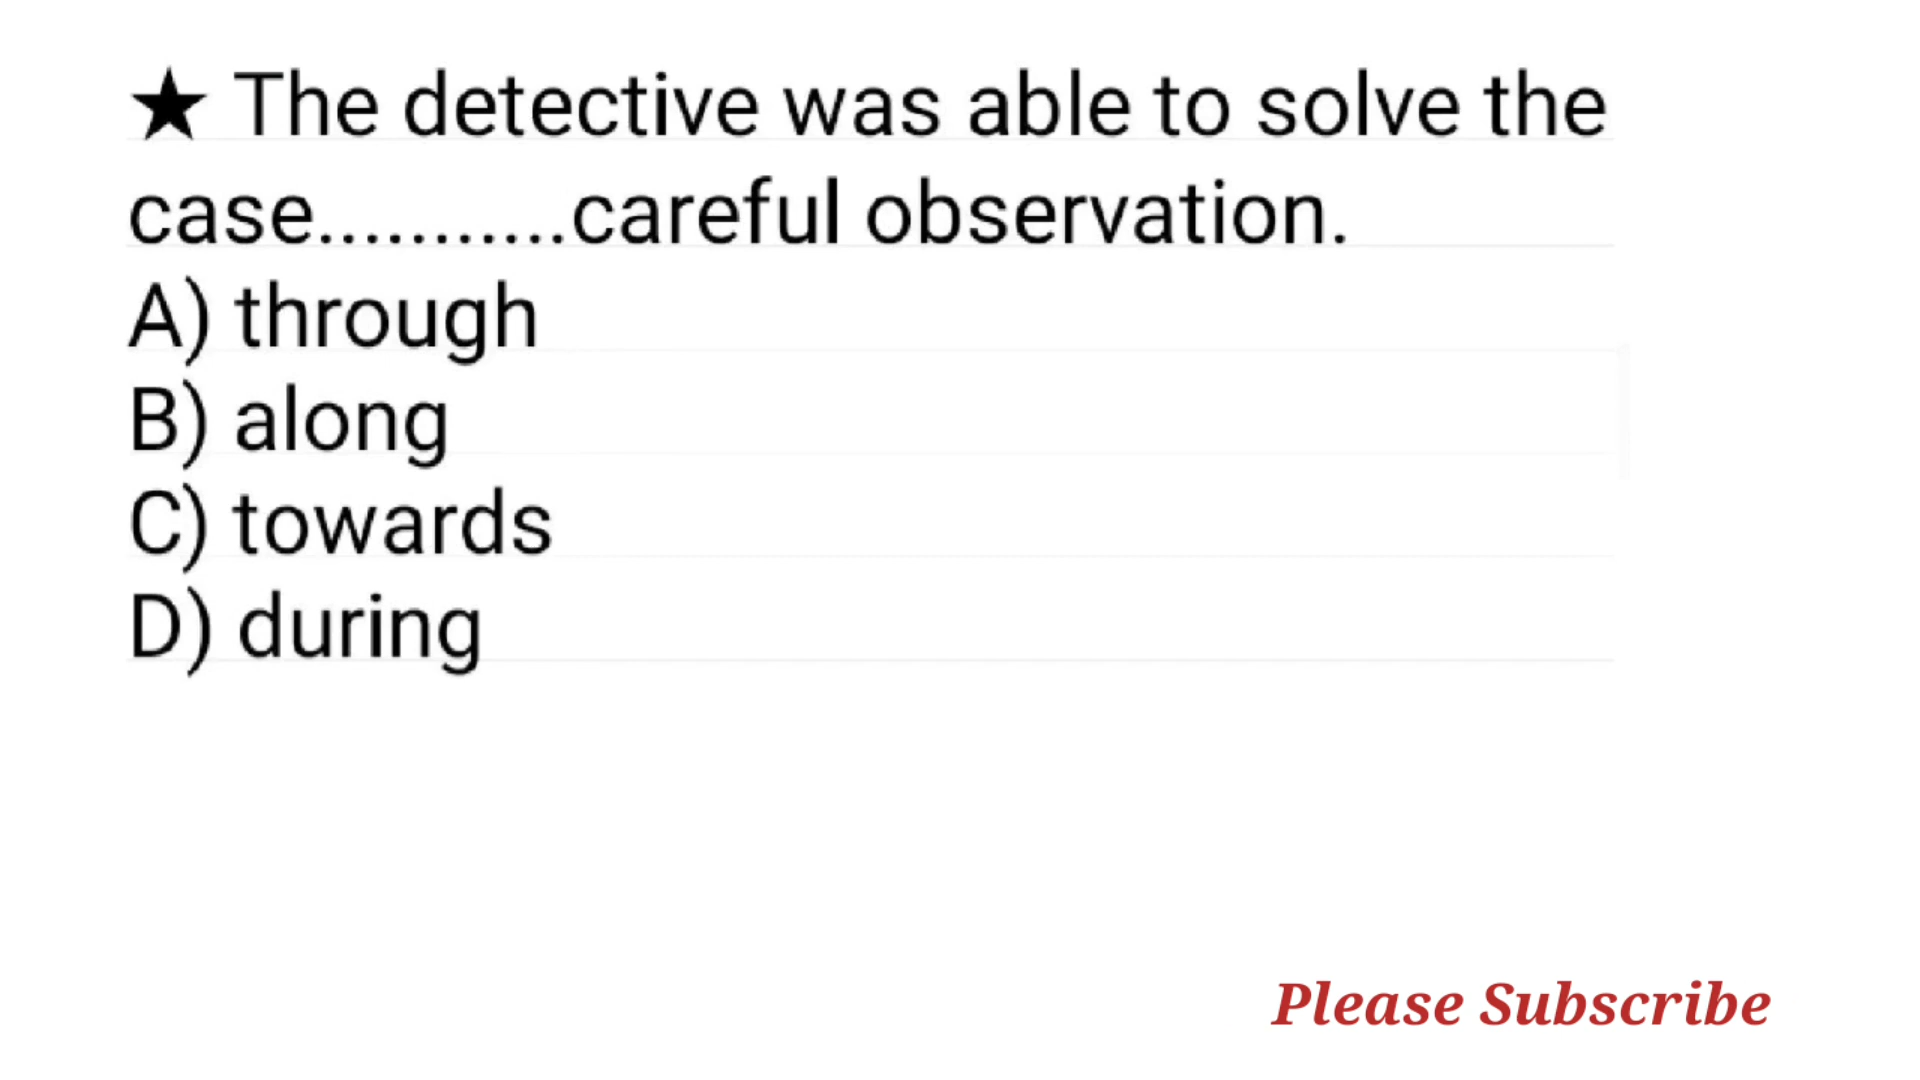 ★ The detective was able to solve the
case...........careful observation.
A) through
B) along
C) towards
D) during
Please Subscribe